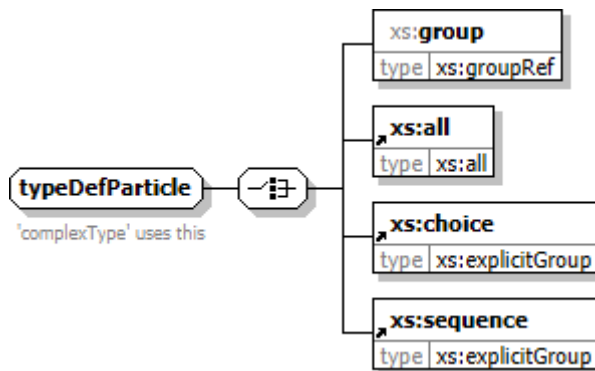 xs:group
type xs:groupRef
xs:all
type xs:all
typeDefParticle
'complexType' uses this
xs:choice
type xs:explicitGroup
xs:sequence
type xs:explicitGroup